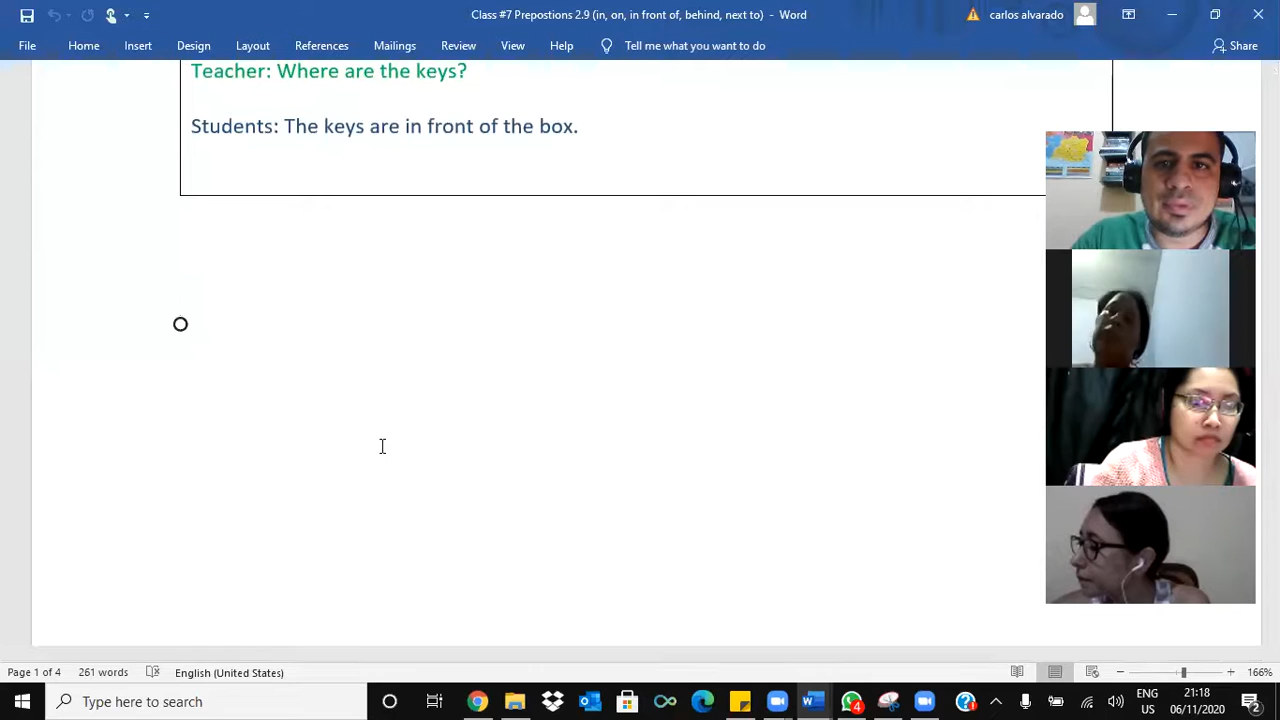 Class #7 Prepostions 2.9 (in, on, in front of, behind, next to) - Word
carlos alvarado
File Home Insert Design Layout References Mailings Review View Help Tell me what you want to do Share
Teacher: Where are the keys?
Students: The keys are in front of the box.
Page 1 of 4 261 words English (United States) 166%
Type here to search
4
ENG
US
21:18
06/11/2020
2